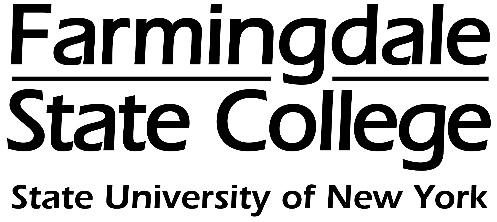 Farmingdale
State College
State University of New York